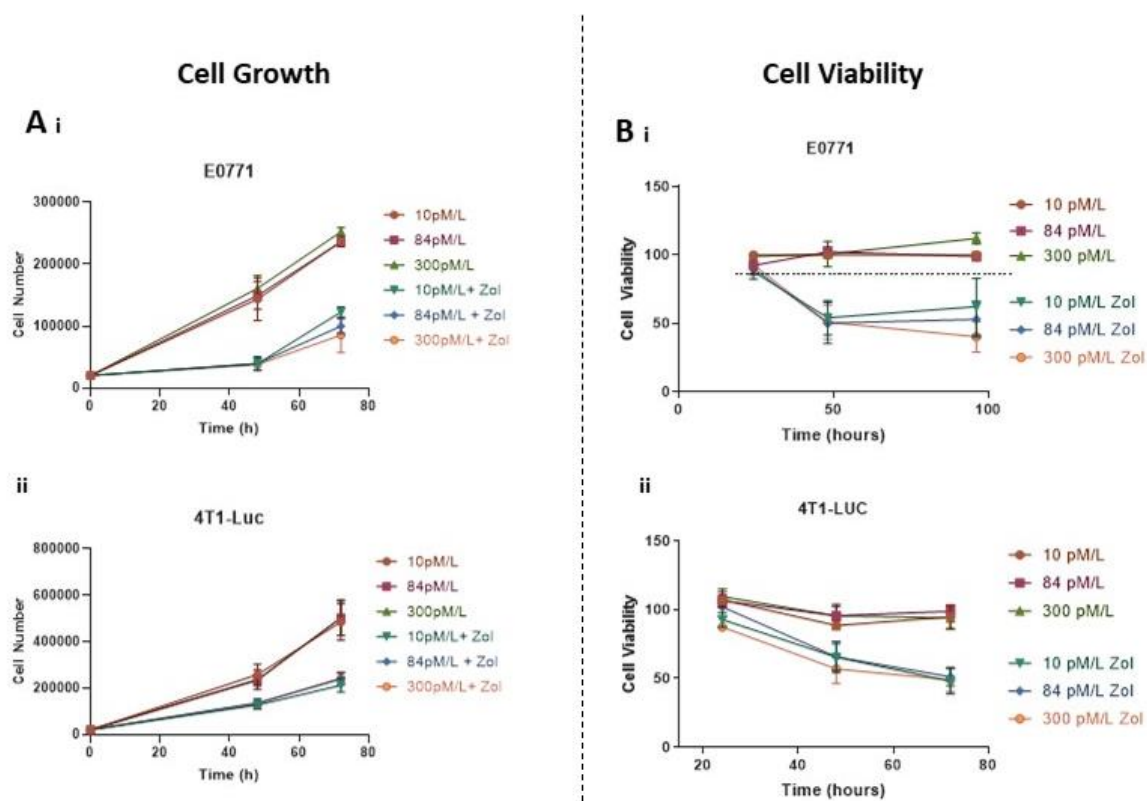 Cell Growth
A i
E0771
300000
200000
100000
0
Cell Number
0 20 40 60 80
Time (h)
10pM/L
84pM/L
300pM/L
10pM/L+ Zol
84pM/L + Zol
300pM/L+ Zol
ii
4T1-Luc
800000
600000
400000
200000
0
Cell Number
0 20 40 60 80
Time (h)
10pM/L
84pM/L
300pM/L
10pM/L+ Zol
84pM/L + Zol
300pM/L+ Zol
Cell Viability
B i
E0771
150
100
50
0
Cell Viability
0 50 100
Time (hours)
10 pM/L
84 pM/L
300 pM/L
10 pM/L Zol
84 pM/L Zol
300 pM/L Zol
ii
4T1-LUC
150
100
50
0
Cell Viability
20 40 60 80
Time (hours)
10 pM/L
84 pM/L
300 pM/L
10 pM/L Zol
84 pM/L Zol
300 pM/L Zol